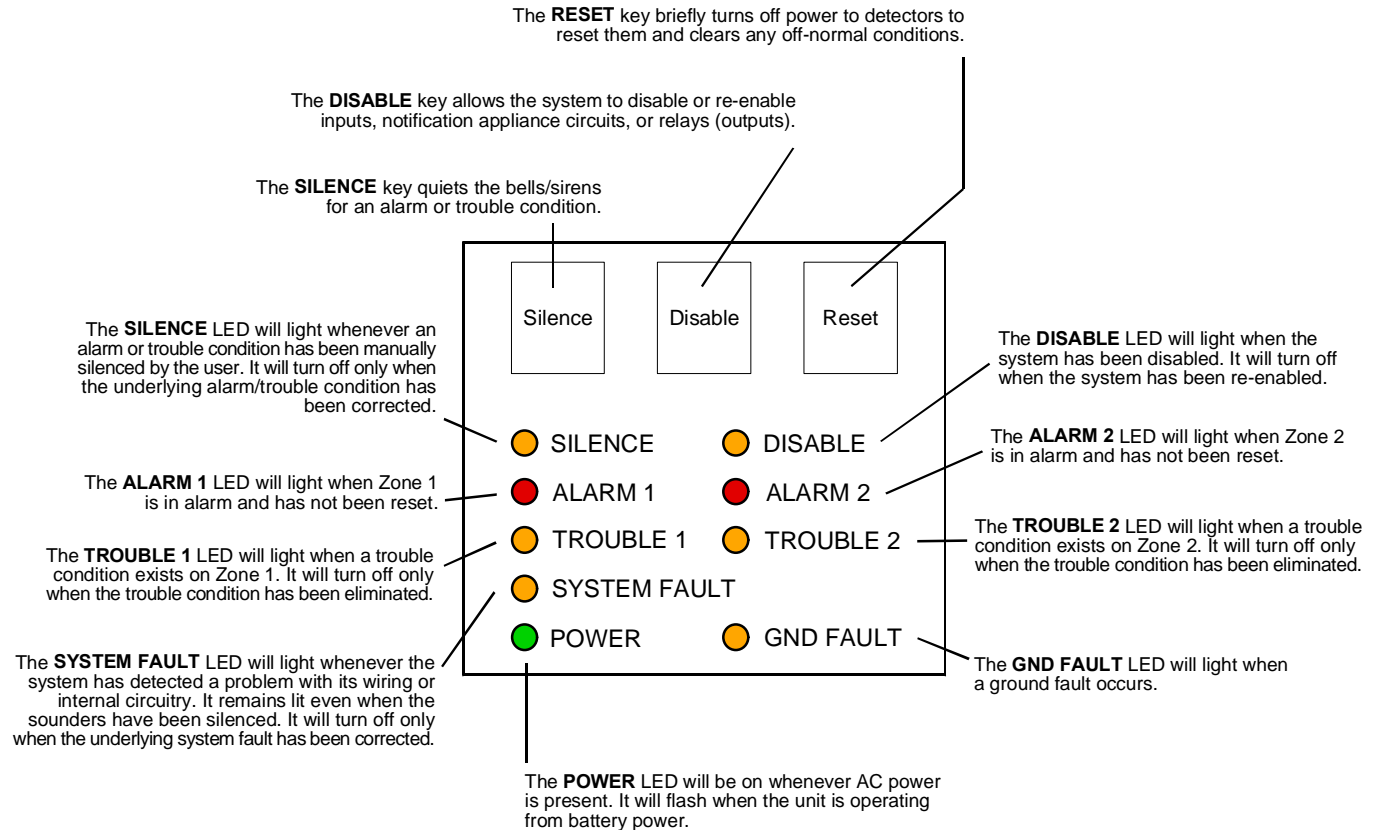 The RESET key briefly turns off power to detectors to
reset them and clears any off-normal conditions.
The DISABLE key allows the system to disable or re-enable
inputs, notification appliance circuits, or relays (outputs).
The SILENCE key quiets the bells/sirens
for an alarm or trouble condition.
Silence
Disable
Reset
The SILENCE LED will light whenever an
alarm or trouble condition has been manually
silenced by the user. It will turn off only when
the underlying alarm/trouble condition has
been corrected.
The DISABLE LED will light when the
system has been disabled. It will turn off
when the system has been re-enabled.
SILENCE
DISABLE
The ALARM 2 LED will light when Zone 2
is in alarm and has not been reset.
The ALARM 1 LED will light when Zone 1
is in alarm and has not been reset.
ALARM 1
ALARM 2
The TROUBLE 1 LED will light when a trouble
condition exists on Zone 1. It will turn off only
when the trouble condition has been eliminated.
TROUBLE 1
TROUBLE 2
The TROUBLE 2 LED will light when a trouble
condition exists on Zone 2. It will turn off only
when the trouble condition has been eliminated.
SYSTEM FAULT
POWER
GND FAULT
The SYSTEM FAULT LED will light whenever the
system has detected a problem with its wiring or
internal circuitry. It remains lit even when the
sounders have been silenced. It will turn off only
when the underlying system fault has been corrected.
The GND FAULT LED will light when
a ground fault occurs.
The POWER LED will be on whenever AC power
is present. It will flash when the unit is operating
from battery power.